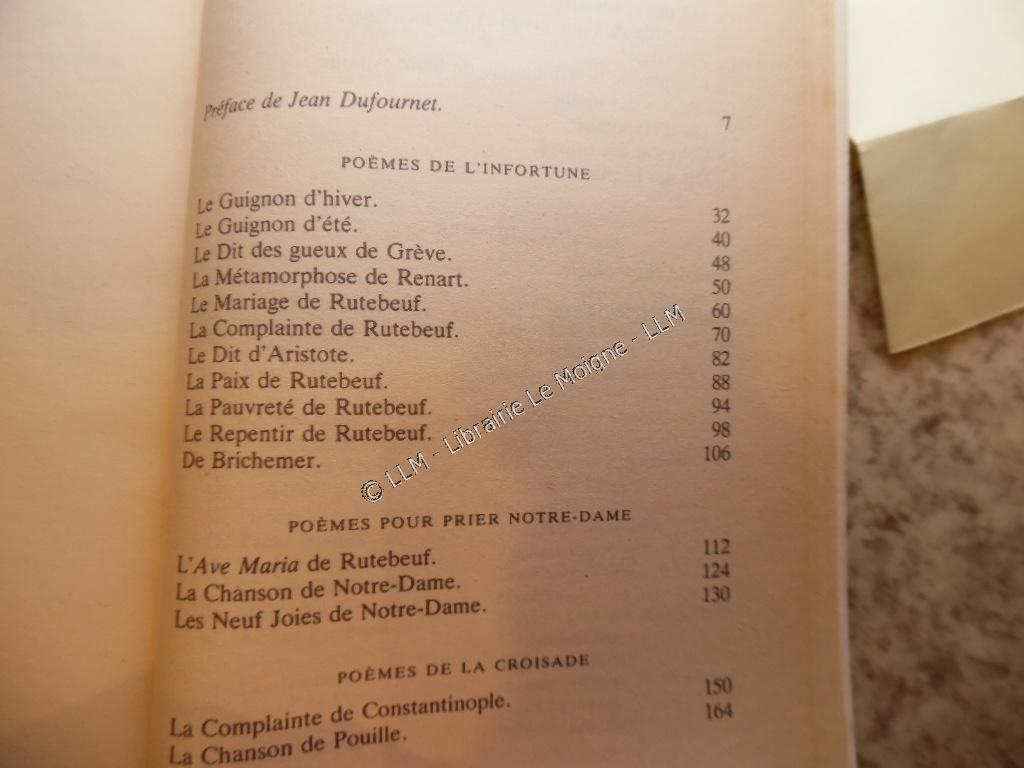 Préface de Jean Dufournet. 7
POÈMES DE L'INFORTUNE
Le Guignon d'hiver. 32
Le Guignon d'été. 40
Le Dit des gueux de Grève. 48
La Métamorphose de Renart. 50
Le Mariage de Rutebeuf. 60
La Complainte de Rutebeuf. 70
Le Dit d'Aristote. 82
La Paix de Rutebeuf. 88
La Pauvreté de Rutebeuf. 94
Le Repentir de Rutebeuf. 98
De Brichemer. 106
© LLM - Librairie Le Moigne - LLM
POÈMES POUR PRIER NOTRE-DAME
L'Ave Maria de Rutebeuf. 112
La Chanson de Notre-Dame. 124
Les Neuf Joies de Notre-Dame. 130
POÈMES DE LA CROISADE
La Complainte de Constantinople. 150
La Chanson de Pouille. 164